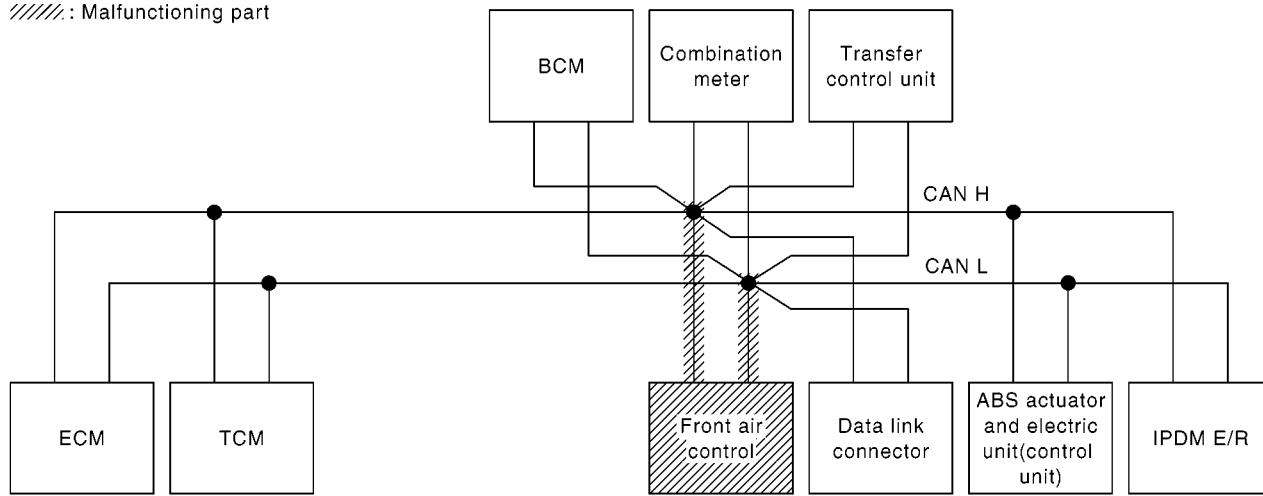 : Malfunctioning part
BCM
Combination
meter
Transfer
control unit
CAN H
CAN L
ECM
TCM
Front air
control
Data link
connector
ABS actuator
and electric
unit(control
unit)
IPDM E/R